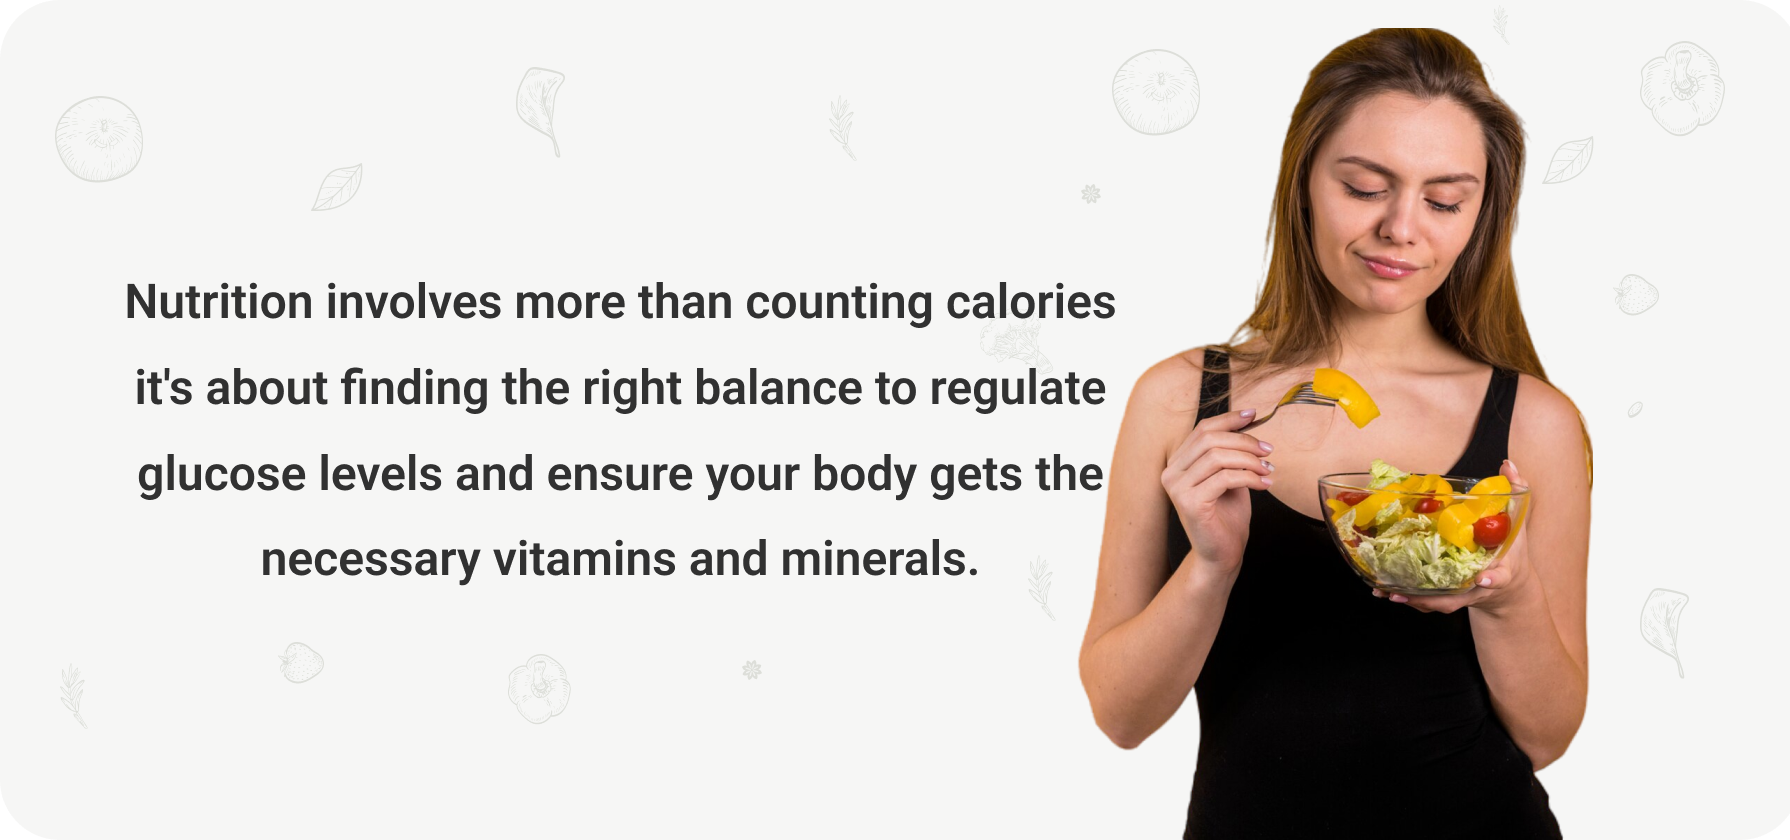 Nutrition involves more than counting calories
it's about finding the right balance to regulate
glucose levels and ensure your body gets the
necessary vitamins and minerals.